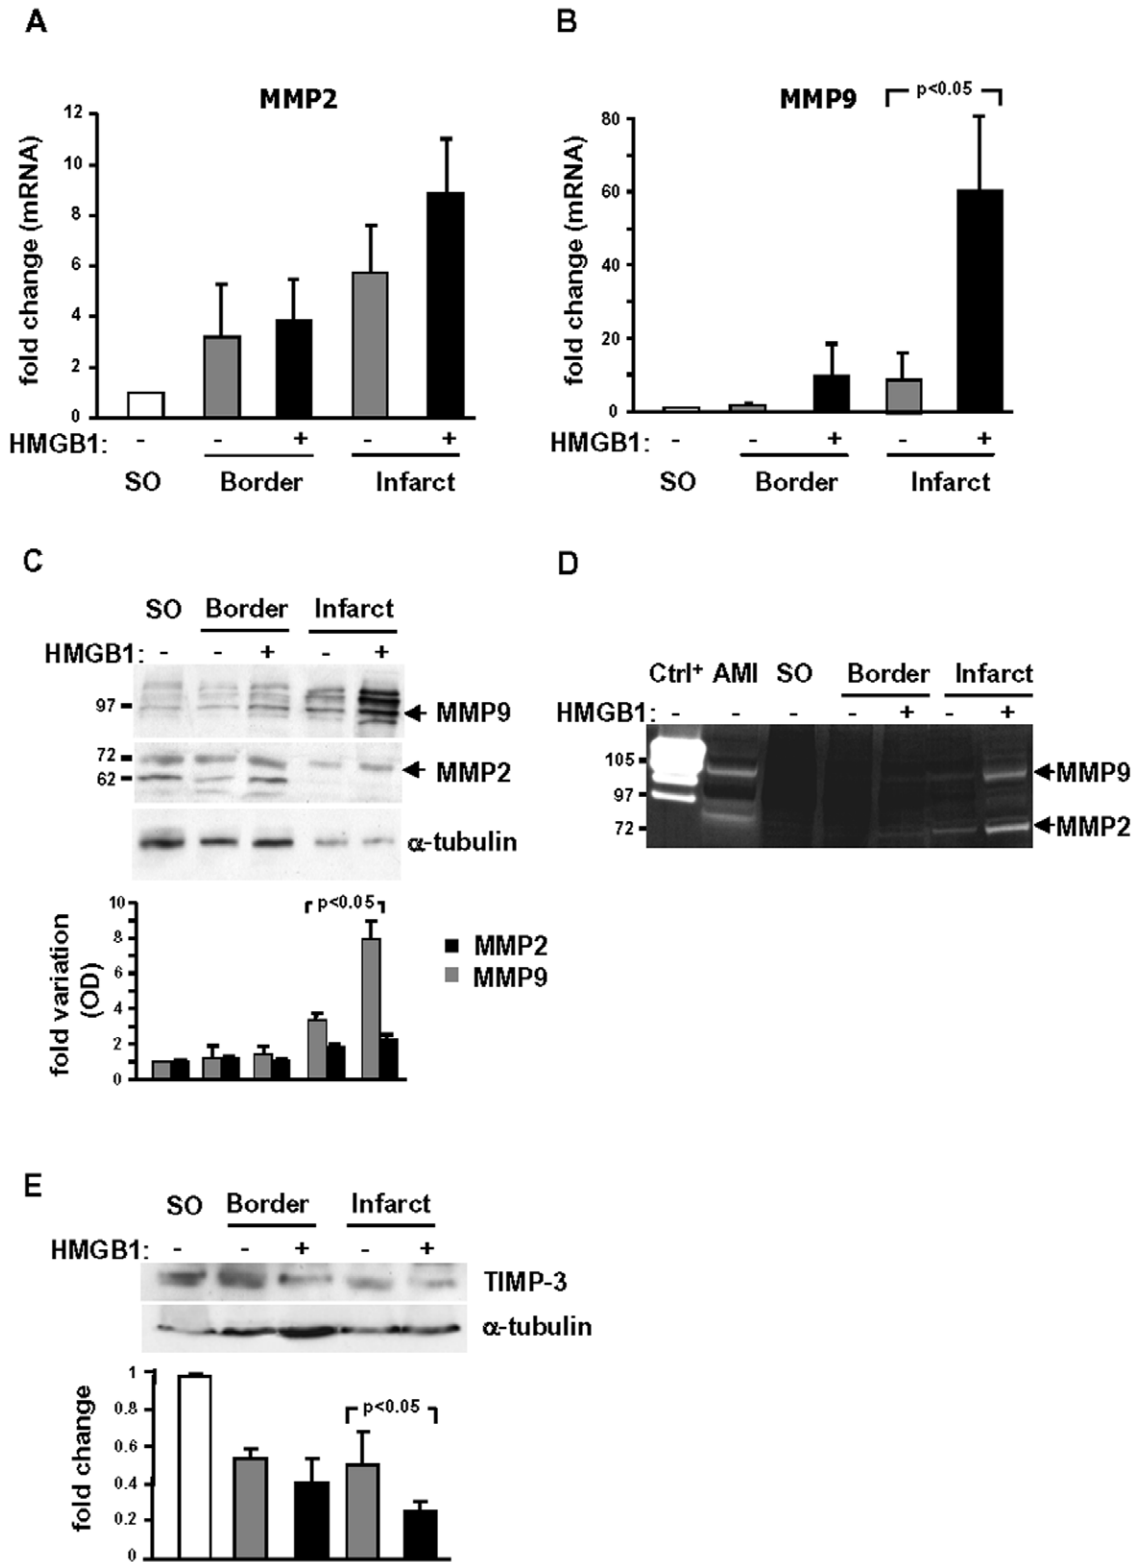 A
MMP2
fold change (mRNA)
12
10
8
6
4
2
0
HMGB1: - - + - +
SO Border Infarct
B
MMP9
p<0.05
fold change (mRNA)
80
60
40
20
0
HMGB1: - - + - +
SO Border Infarct
C
SO Border Infarct
HMGB1: - - + - +
97
MMP9
72
62
MMP2
α-tubulin
fold variation
(OD)
10
8
6
4
2
0
p<0.05
MMP2
MMP9
D
Ctrl+ AMI SO Border Infarct
HMGB1: - - - - + - +
105
97
72
MMP9
MMP2
E
SO Border Infarct
HMGB1: - - + - +
TIMP-3
α-tubulin
fold change
1
0.8
0.6
0.4
0.2
0
p<0.05